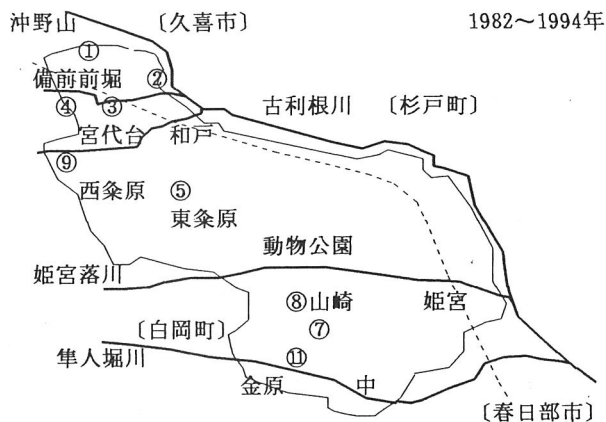 沖野山 〔久喜市〕 1982～1994年
①
備前前堀 ②
④ ③ 古利根川 〔杉戸町〕
宮代台 和戸
⑨
西粂原 ⑤
東粂原
動物公園
姫宮落川
⑧山崎 姫宮
〔白岡町〕 ⑦
隼人堀川 ⑪
金原 中
〔春日部市〕